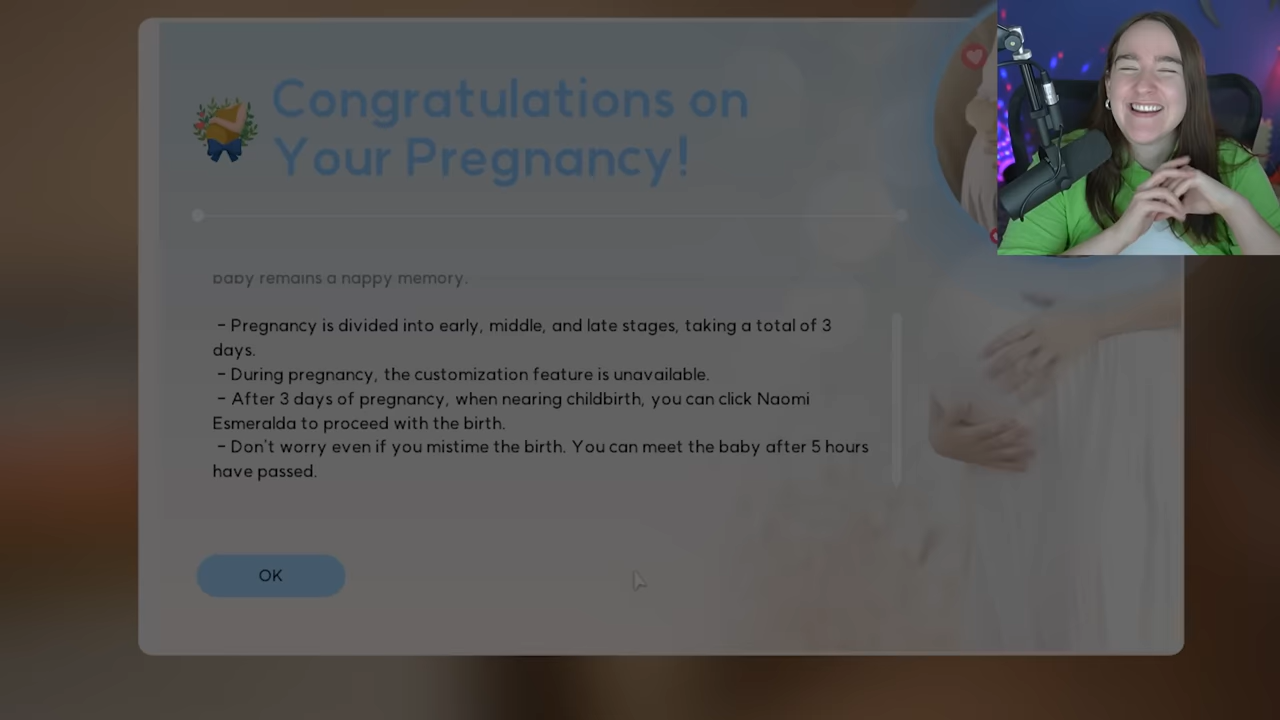 Congratulations on
Your Pregnancy!
baby remains a happy memory.
- Pregnancy is divided into early, middle, and late stages, taking a total of 3
days.
- During pregnancy, the customization feature is unavailable.
- After 3 days of pregnancy, when nearing childbirth, you can click Naomi
Esmeralda to proceed with the birth.
- Don't worry even if you mistime the birth. You can meet the baby after 5 hours
have passed.
OK